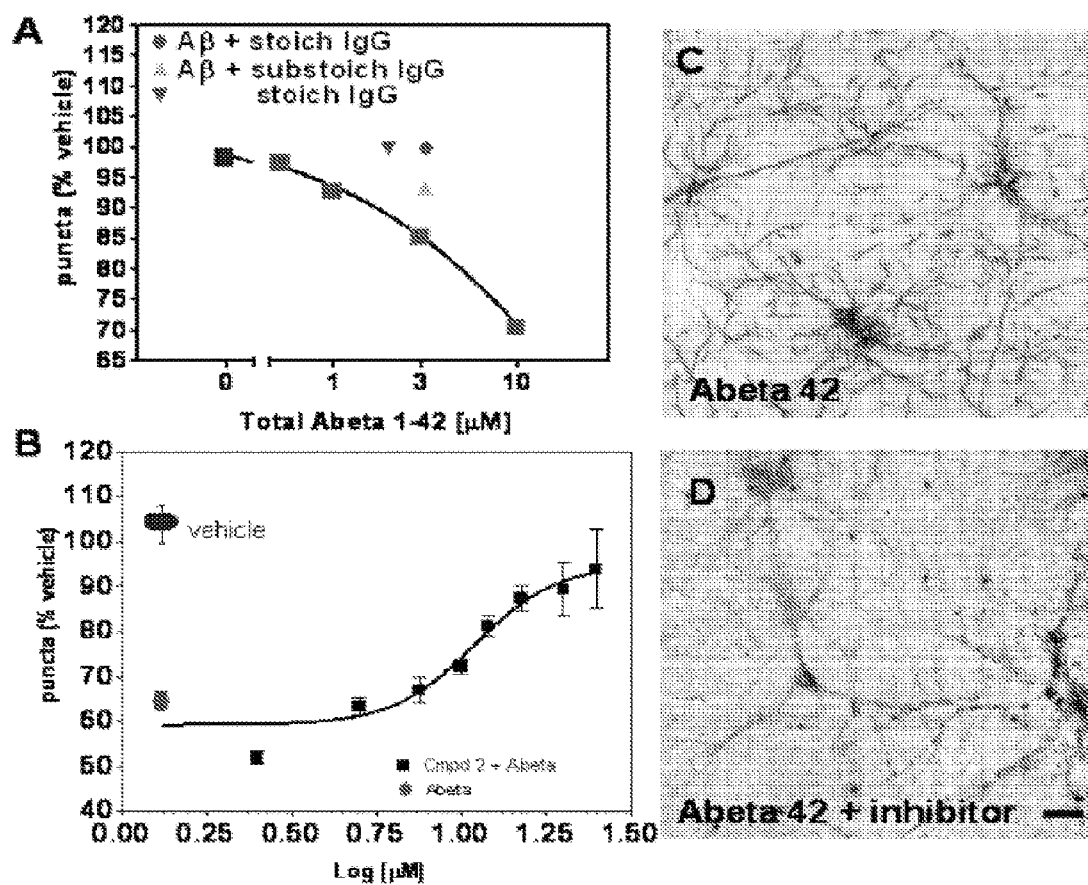 A
120
115
110
105
100
95
90
85
80
75
70
65
puncta (% vehicle)
Aβ + stoich IgG
Aβ + substoich IgG
stoich IgG
0 1 3 10
Total Abeta 1-42 [μM]
B
120
110
100
90
80
70
60
50
40
puncta (% vehicle)
vehicle
Cmpd 2 + Abeta
Abeta
0.00 0.25 0.50 0.75 1.00 1.25 1.50
Log [μM]
C
Abeta 42
D
Abeta 42 + inhibitor